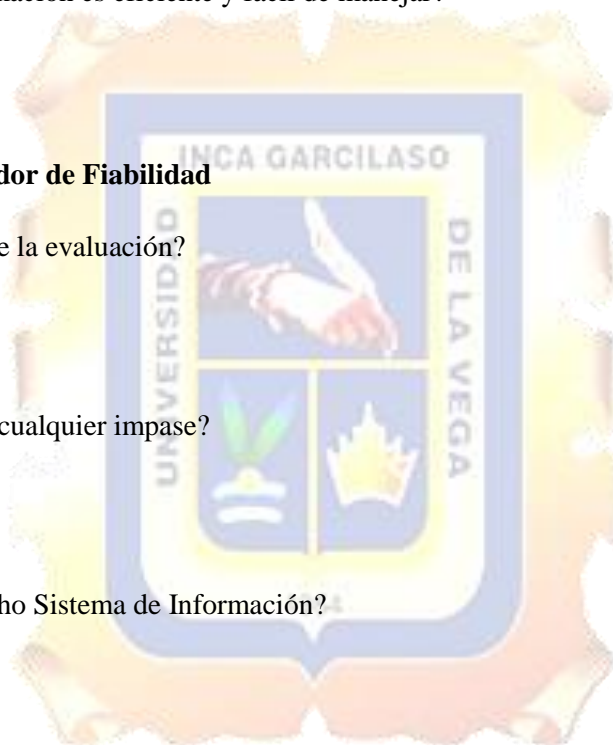 mación es eficiente y fácil de manejar?
INCA GARCILASO
dor de Fiabilidad
e la evaluación?
UNIVERSIDAD
DE LA VEGA
cualquier impase?
ho Sistema de Información?